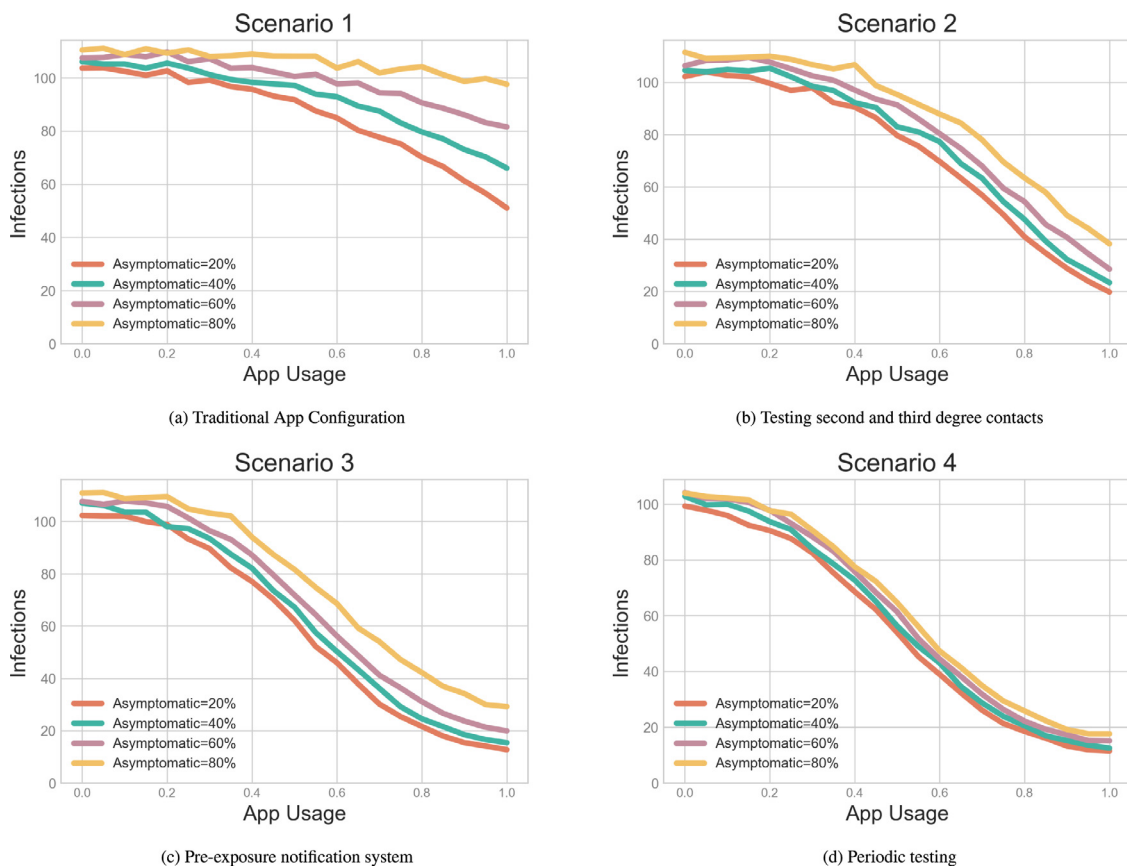 Scenario 1
Infections
100
80
60
40
20
0
Asymptomatic=20%
Asymptomatic=40%
Asymptomatic=60%
Asymptomatic=80%
0.0 0.2 0.4 0.6 0.8 1.0
App Usage
(a) Traditional App Configuration
Scenario 2
Infections
100
80
60
40
20
0
Asymptomatic=20%
Asymptomatic=40%
Asymptomatic=60%
Asymptomatic=80%
0.0 0.2 0.4 0.6 0.8 1.0
App Usage
(b) Testing second and third degree contacts
Scenario 3
Infections
100
80
60
40
20
0
Asymptomatic=20%
Asymptomatic=40%
Asymptomatic=60%
Asymptomatic=80%
0.0 0.2 0.4 0.6 0.8 1.0
App Usage
(c) Pre-exposure notification system
Scenario 4
Infections
100
80
60
40
20
0
Asymptomatic=20%
Asymptomatic=40%
Asymptomatic=60%
Asymptomatic=80%
0.0 0.2 0.4 0.6 0.8 1.0
App Usage
(d) Periodic testing